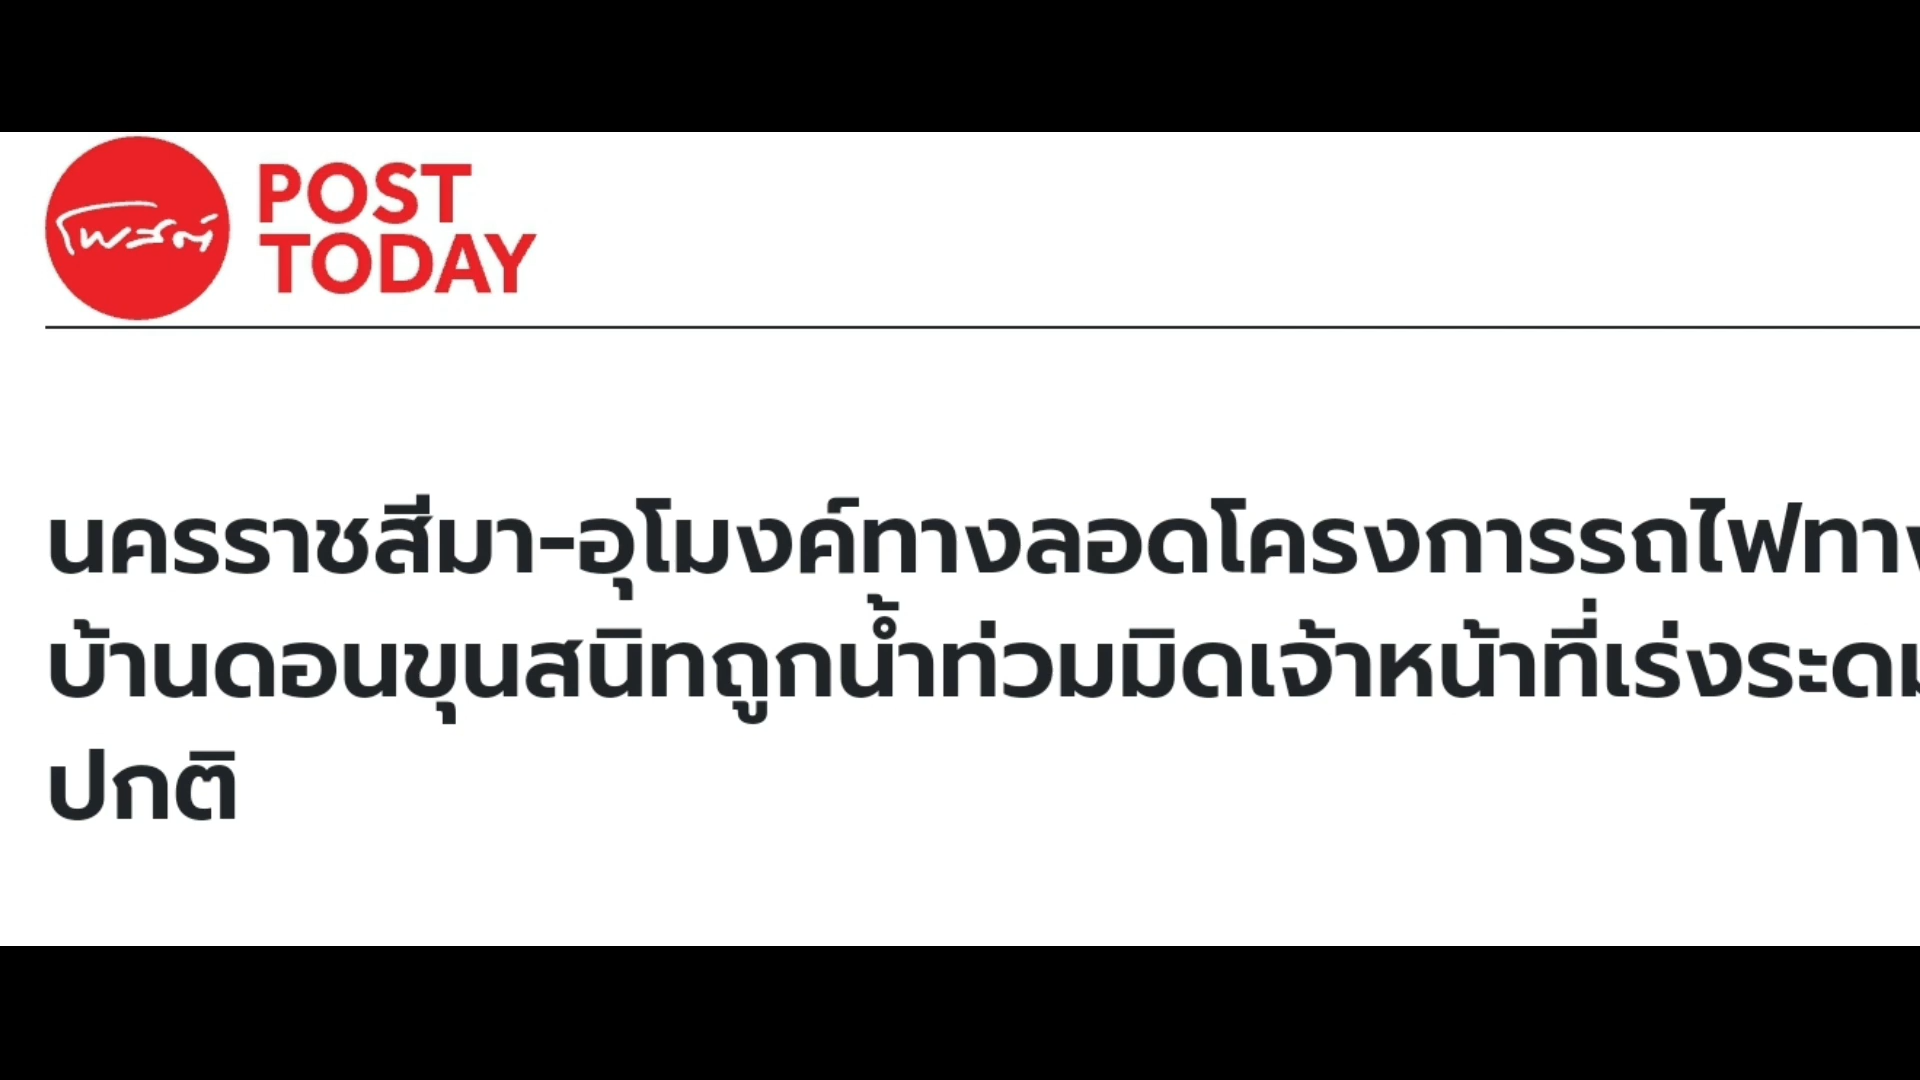 โพสต์
POST
TODAY
นครราชสีมา-อุโมงค์ทางลอดโครงการรถไฟทาง
บ้านดอนขุนสนิทถูกน้ำท่วมมิดเจ้าหน้าที่เร่งระดม
ปกติ